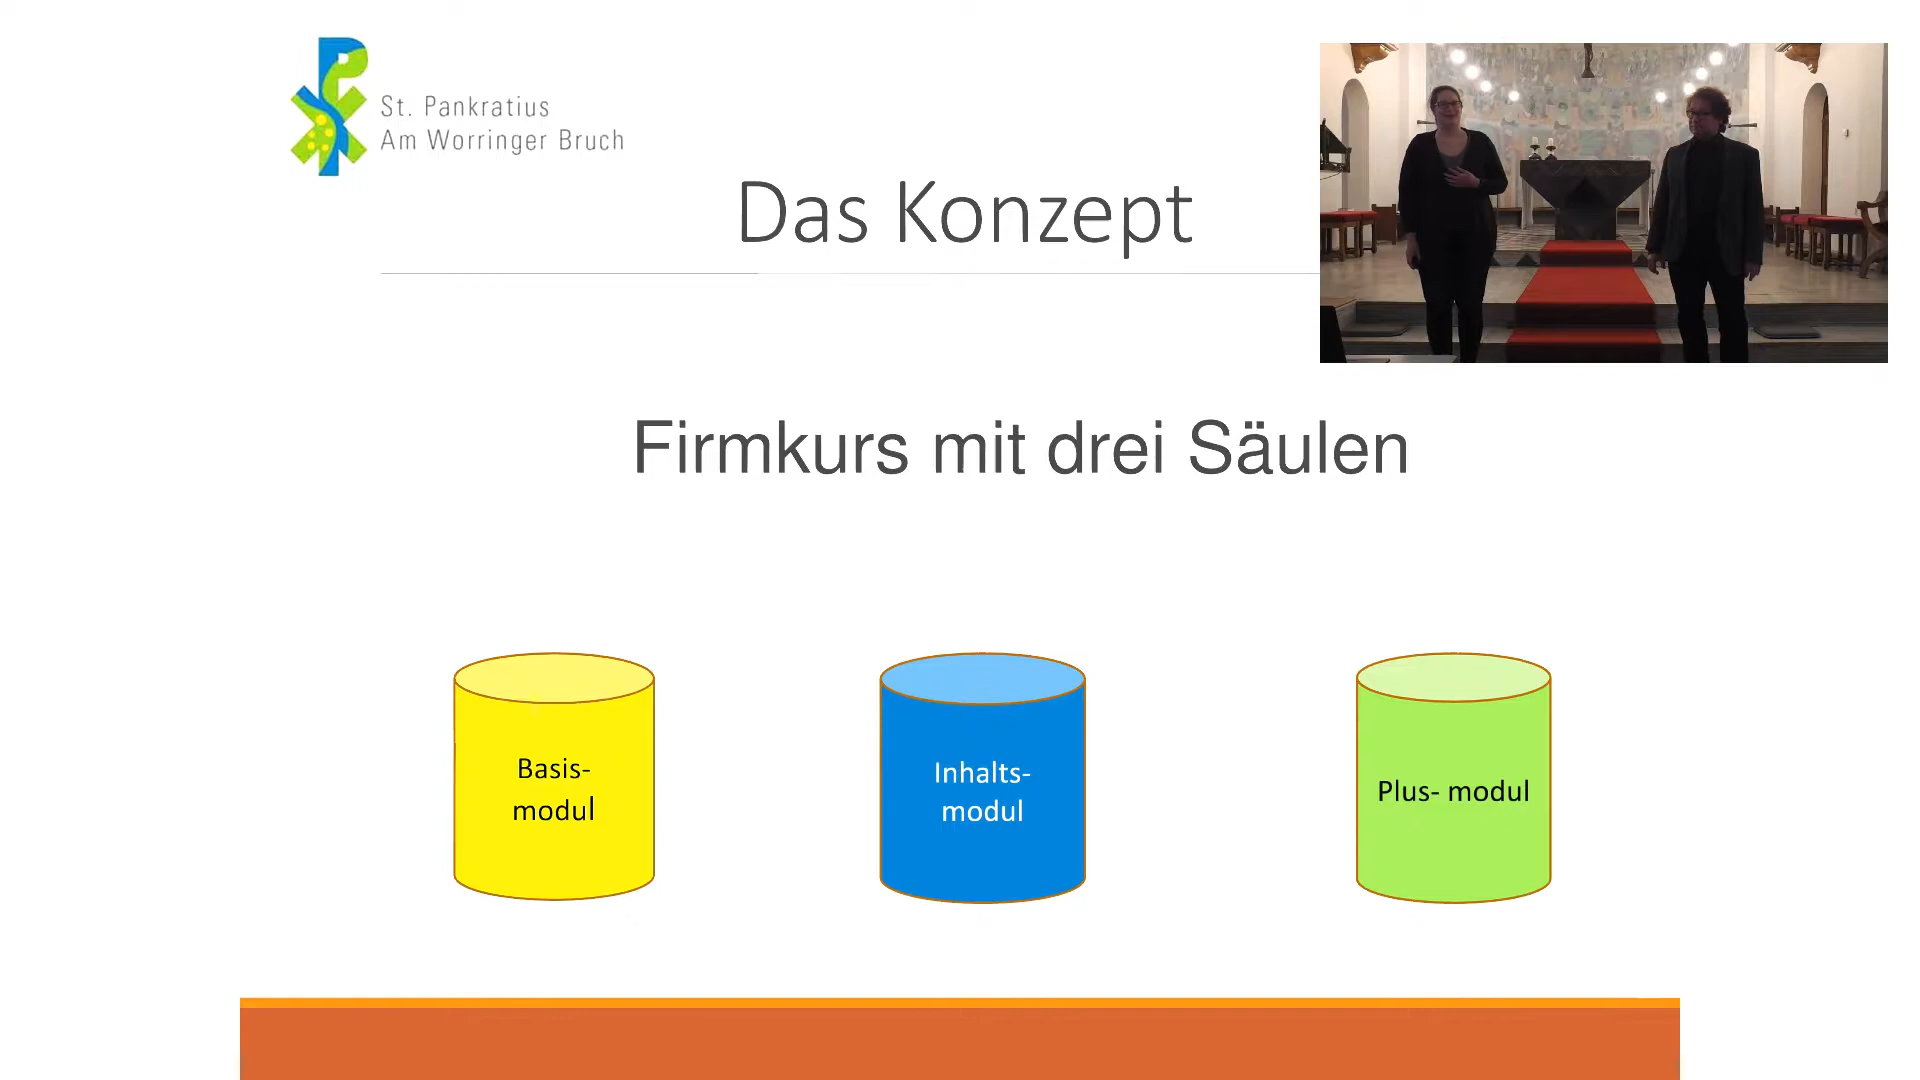 St. Pankratius
Am Worringer Bruch
Das Konzept
Firmkurs mit drei Säulen
Basis-
modul
Inhalts-
modul
Plus- modul